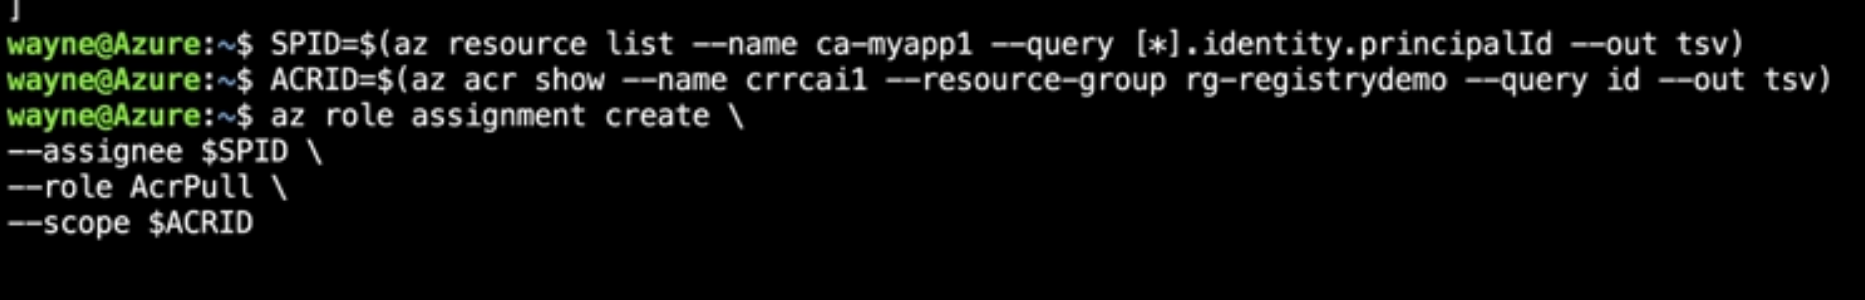 ]
wayne@Azure:~$ SPID=$(az resource list --name ca-myapp1 --query [*].identity.principalId --out tsv)
wayne@Azure:~$ ACRID=$(az acr show --name crrcai1 --resource-group rg-registrydemo --query id --out tsv)
wayne@Azure:~$ az role assignment create \
--assignee $SPID \
--role AcrPull \
--scope $ACRID